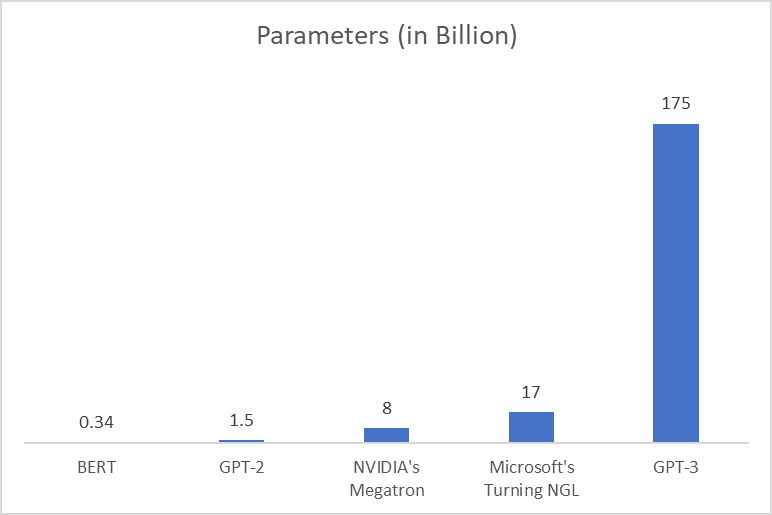 Parameters (in Billion)
175
17
8
1.5
0.34
BERT
GPT-2
NVIDIA's
Megatron
Microsoft's
Turning NGL
GPT-3